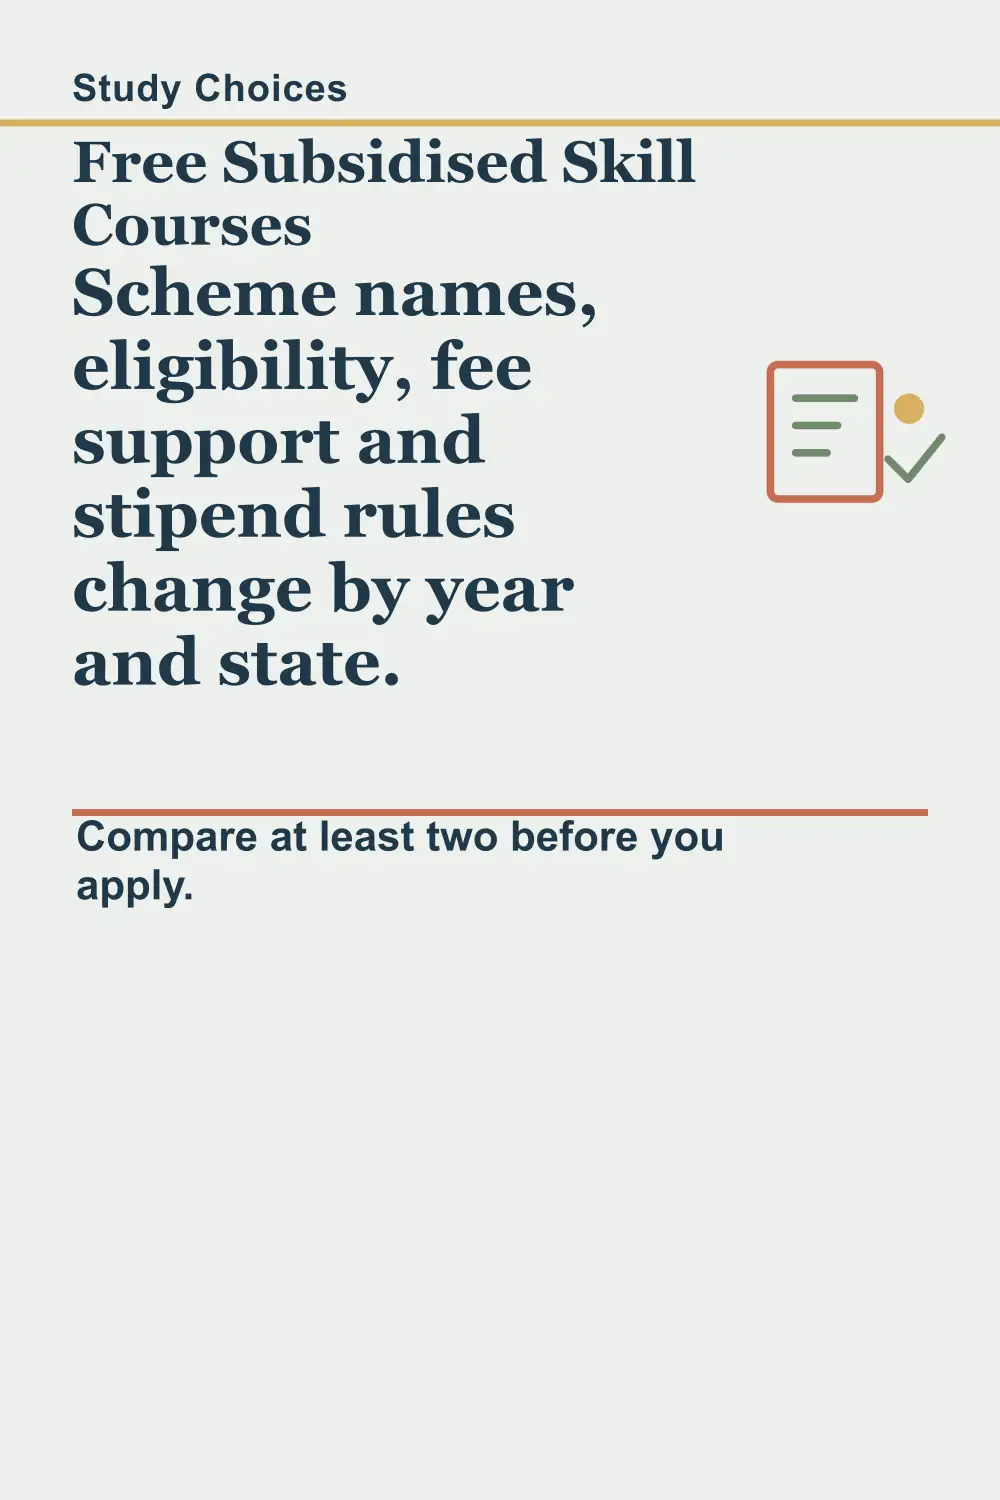 Study Choices
Free Subsidised Skill
Courses
Scheme names,
eligibility, fee
support and
stipend rules
change by year
and state.
Compare at least two before you
apply.